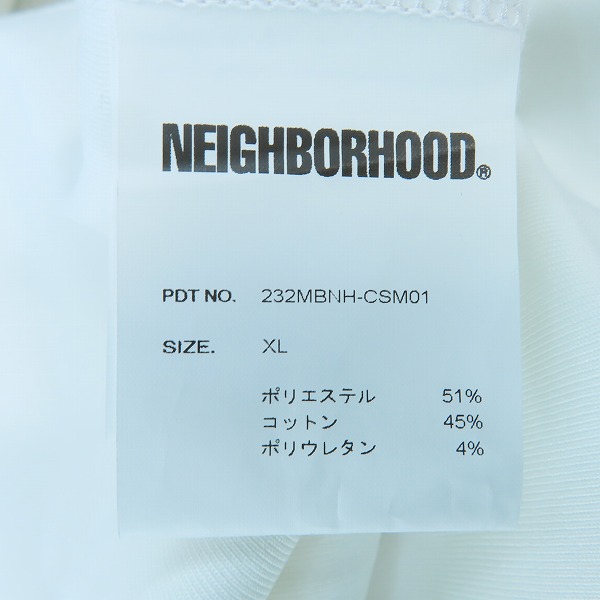 NEIGHBORHOOD®
PDT NO. 232MBNH-CSM01
SIZE. XL
ポリエステル 51%
コットン 45%
ポリウレタン 4%